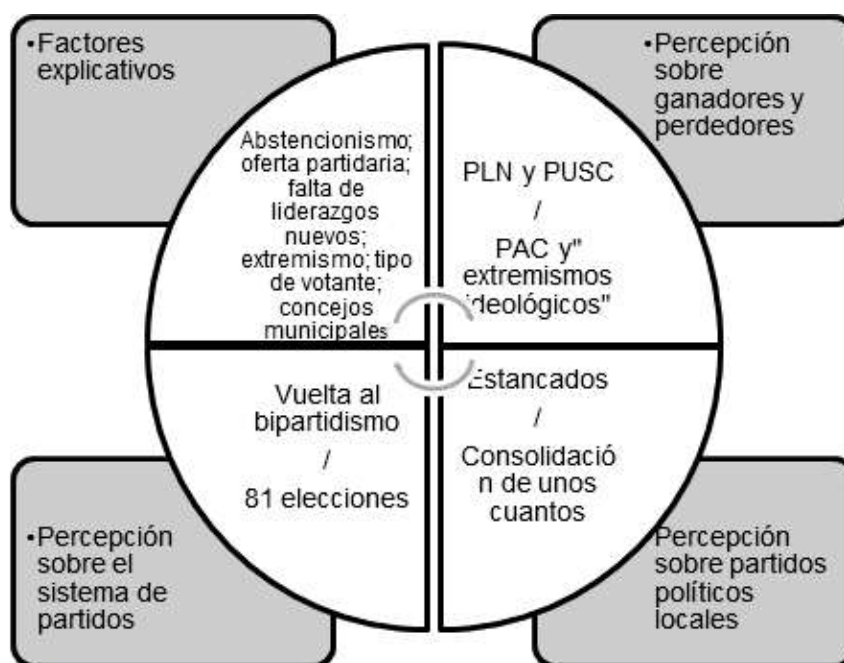 •Factores
explicativos
Abstencionismo;
oferta partidaria;
falta de
liderazgos
nuevos;
extremismo; tipo
de votante;
concejos
municipales
•Percepción
sobre
ganadores y
perdedores
PLN y PUSC
/
PAC y"
extremismos
ideológicos"
Vuelta al
bipartidismo
/
81 elecciones
•Percepción
sobre el
sistema de
partidos
Estancados
/
Consolidació
n de unos
cuantos
Percepción
sobre partidos
políticos
locales